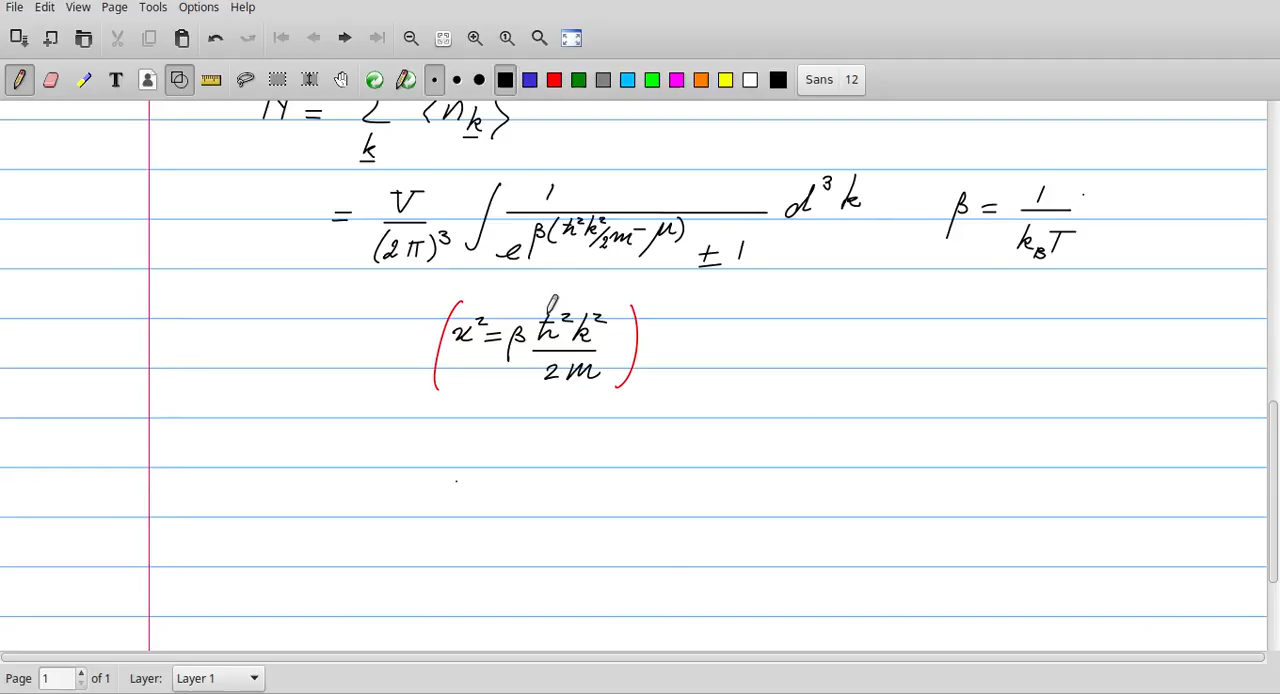 File Edit View Page Tools Options Help
Sans 12
N = ∑ ⟨n_k⟩
k
= V/(2π)³ ∫ 1/(e^{β(ħ²k²/2m − μ)} ± 1) d³k β = 1/(k_B T)
(x² = β ħ²k²/2m)
Page 1 of 1 Layer: Layer 1